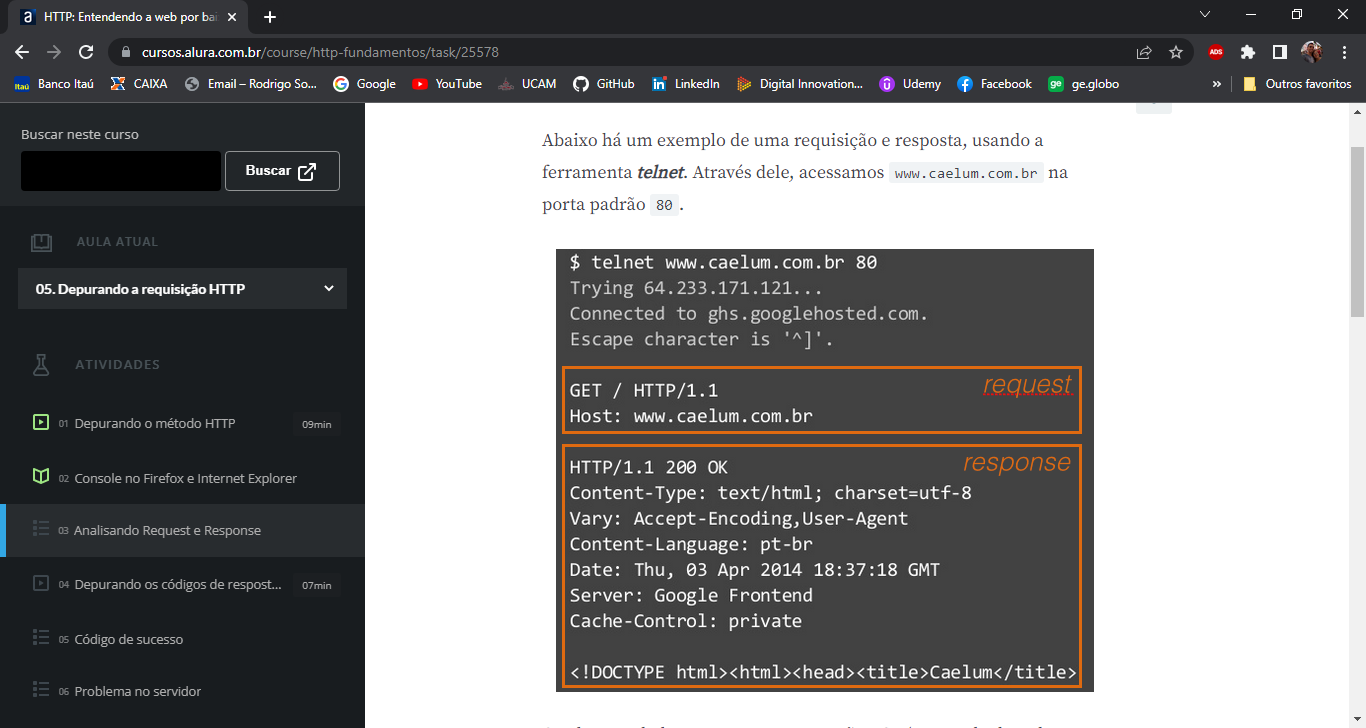 HTTP: Entendendo a web por bai
cursos.alura.com.br/course/http-fundamentos/task/25578
ABS
Banco Itaú
CAIXA
Email – Rodrigo So...
Google
YouTube
UCAM
GitHub
LinkedIn
Digital Innovation...
Udemy
Facebook
ge.globo
»
Outros favoritos
Buscar neste curso
Buscar
AULA ATUAL
05. Depurando a requisição HTTP
ATIVIDADES
01 Depurando o método HTTP 09min
02 Console no Firefox e Internet Explorer
03 Analisando Request e Response
04 Depurando os códigos de respost... 07min
05 Código de sucesso
06 Problema no servidor
Abaixo há um exemplo de uma requisição e resposta, usando a
ferramenta telnet. Através dele, acessamos www.caelum.com.br na
porta padrão 80 .
$ telnet www.caelum.com.br 80
Trying 64.233.171.121...
Connected to ghs.googlehosted.com.
Escape character is '^]'.
request
GET / HTTP/1.1
Host: www.caelum.com.br
response
HTTP/1.1 200 OK
Content-Type: text/html; charset=utf-8
Vary: Accept-Encoding,User-Agent
Content-Language: pt-br
Date: Thu, 03 Apr 2014 18:37:18 GMT
Server: Google Frontend
Cache-Control: private
<!DOCTYPE html><html><head><title>Caelum</title>